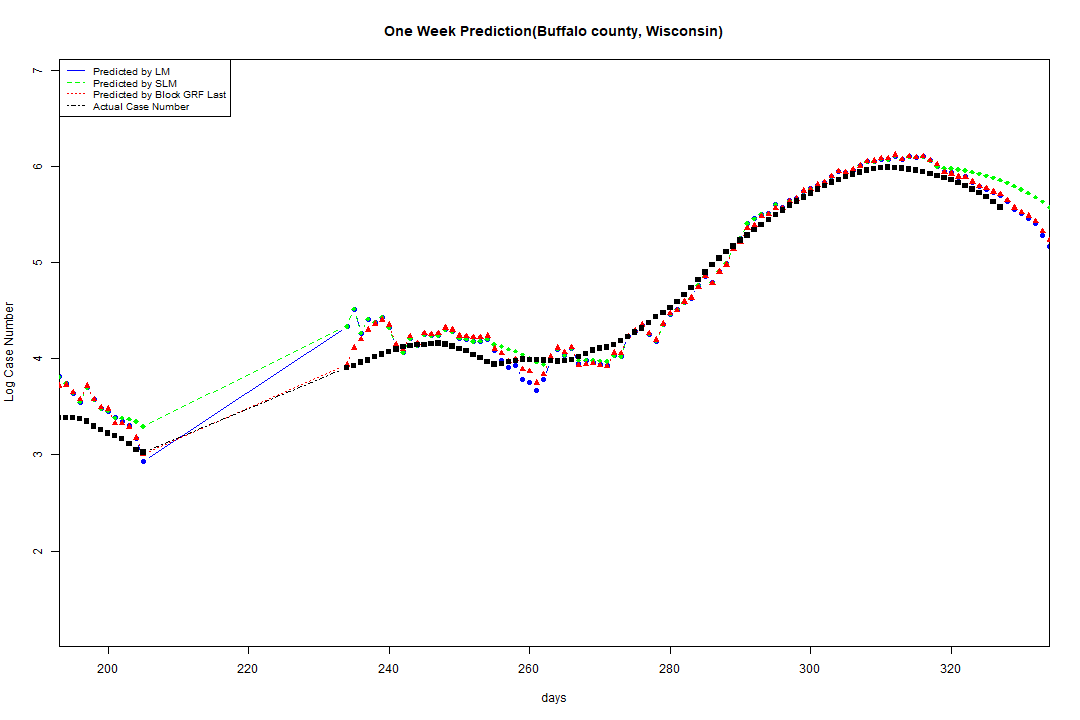 One Week Prediction(Buffalo county, Wisconsin)
Predicted by LM
Predicted by SLM
Predicted by Block GRF Last
Actual Case Number
Log Case Number
7
6
5
4
3
2
200 220 240 260 280 300 320
days